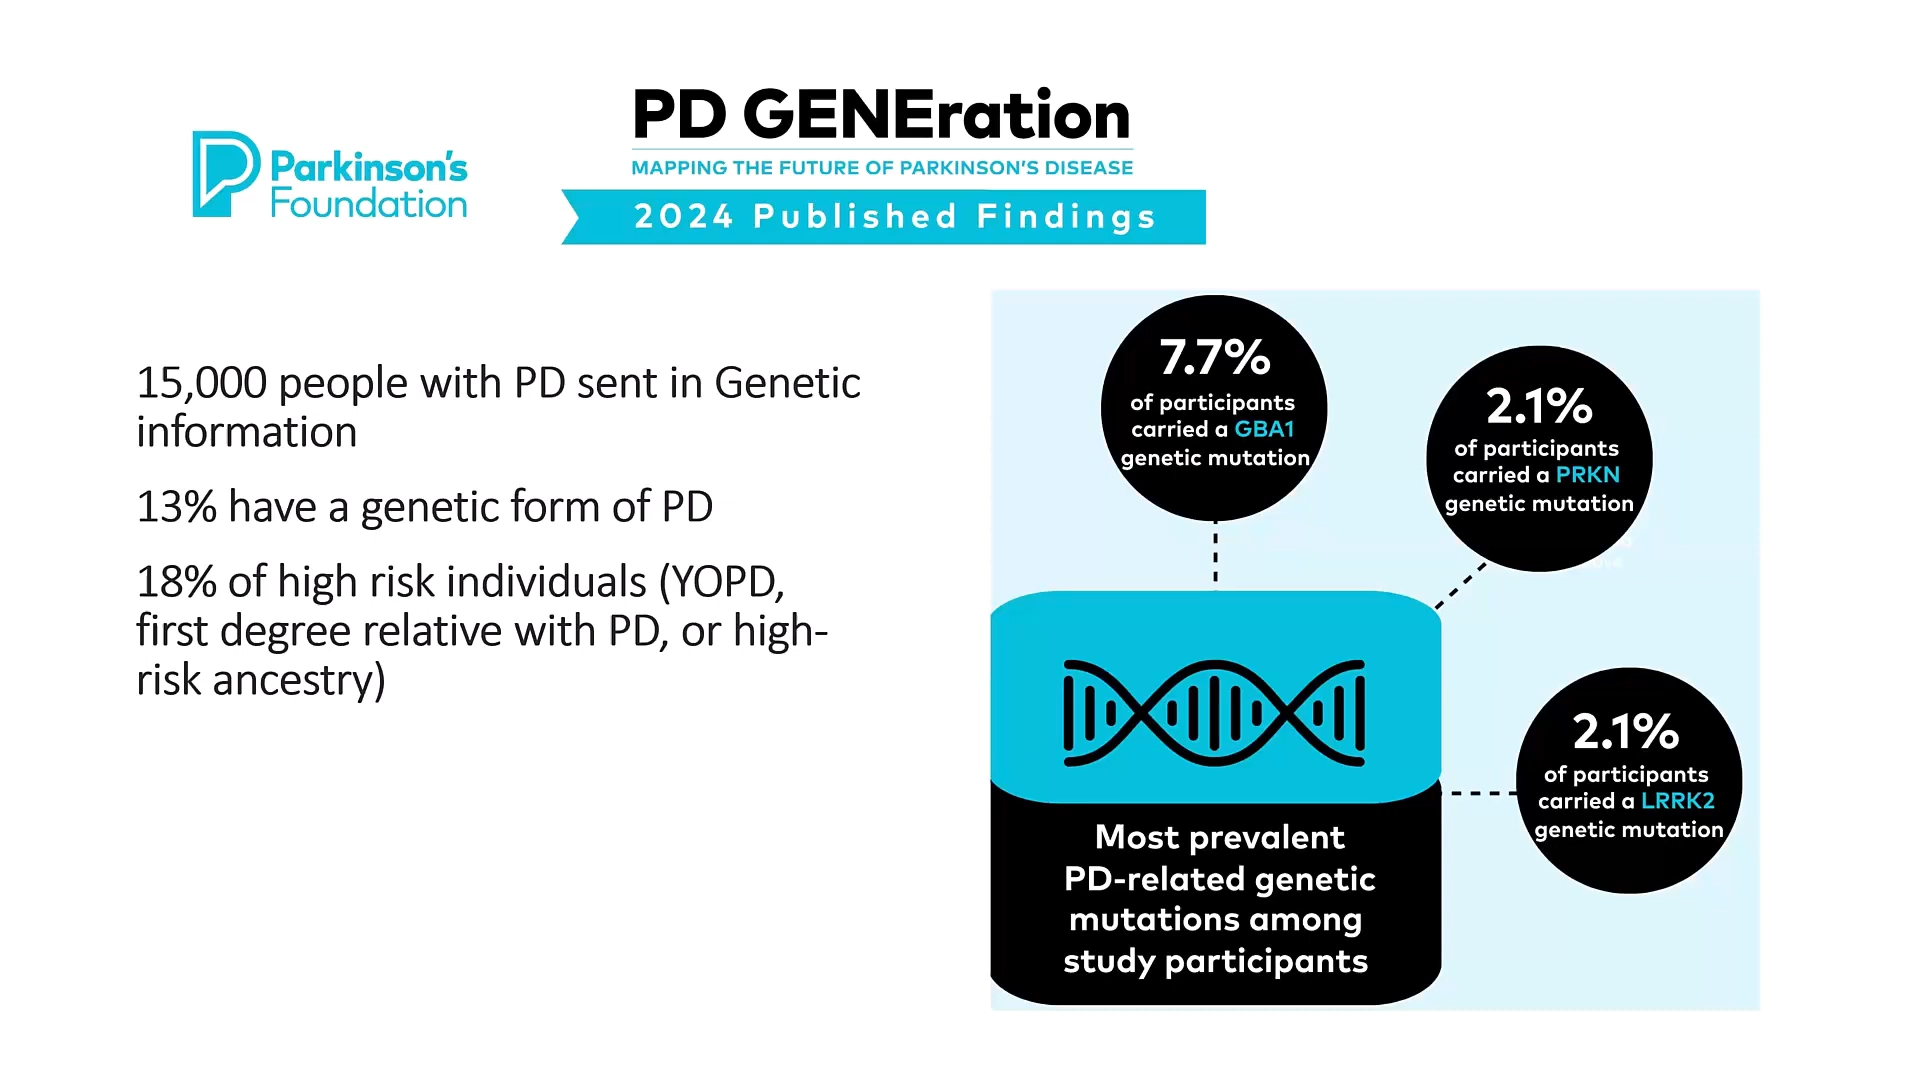 Parkinson's
Foundation
PD GENEration
MAPPING THE FUTURE OF PARKINSON'S DISEASE
2024 Published Findings
15,000 people with PD sent in Genetic
information
13% have a genetic form of PD
18% of high risk individuals (YOPD,
first degree relative with PD, or high-
risk ancestry)
7.7%
of participants
carried a GBA1
genetic mutation
2.1%
of participants
carried a PRKN
genetic mutation
2.1%
of participants
carried a LRRK2
genetic mutation
Most prevalent
PD-related genetic
mutations among
study participants